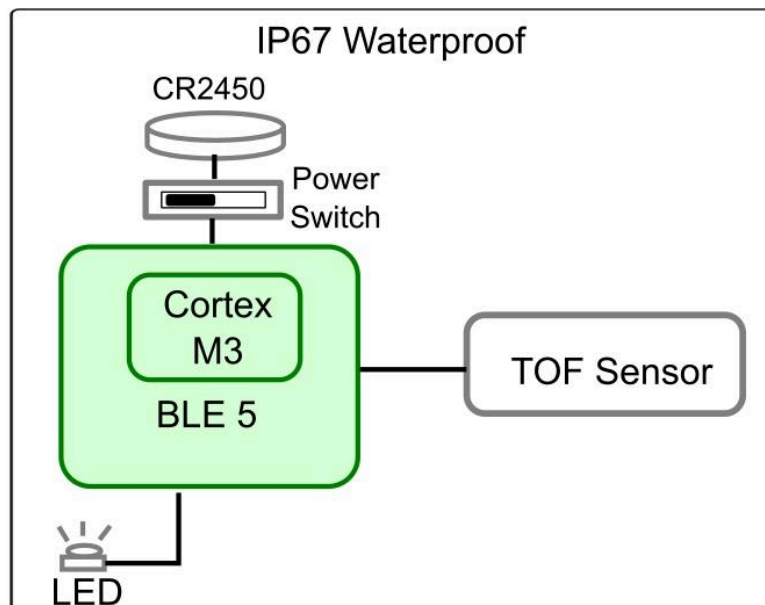 IP67 Waterproof
CR2450
Power
Switch
Cortex
M3
BLE 5
TOF Sensor
LED